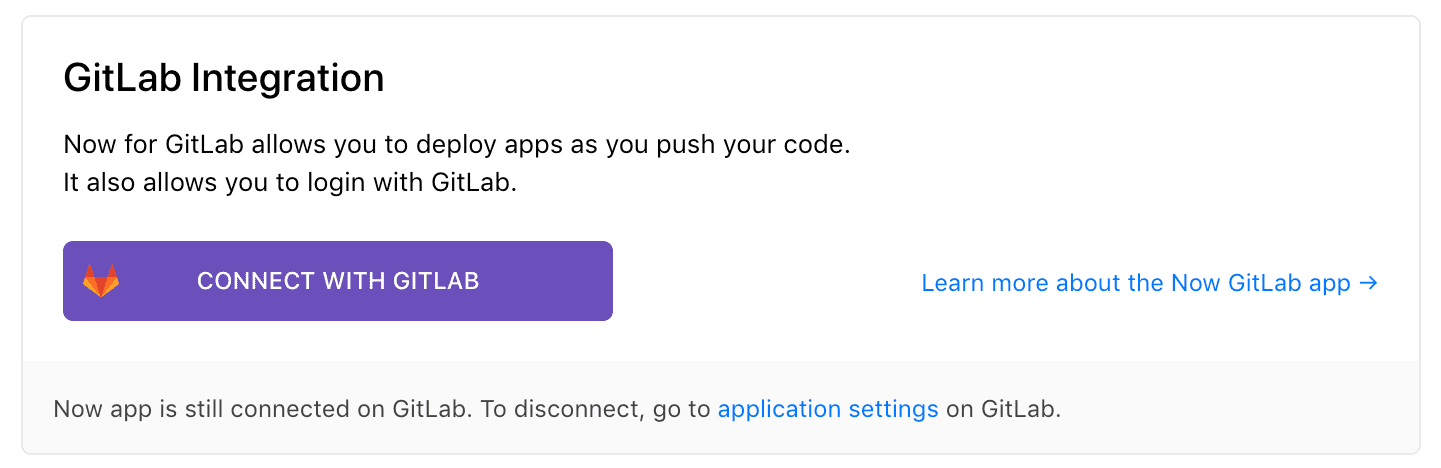 GitLab Integration
Now for GitLab allows you to deploy apps as you push your code.
It also allows you to login with GitLab.
CONNECT WITH GITLAB
Learn more about the Now GitLab app →
Now app is still connected on GitLab. To disconnect, go to application settings on GitLab.